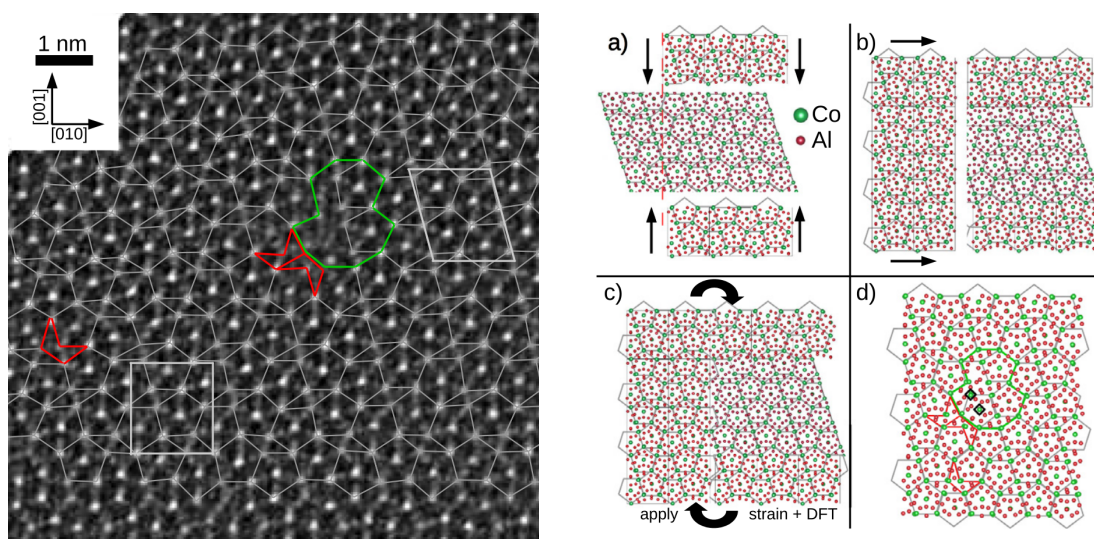 1 nm
[001]
[010]
a)
Co
Al
b)
c)
apply
strain + DFT
d)